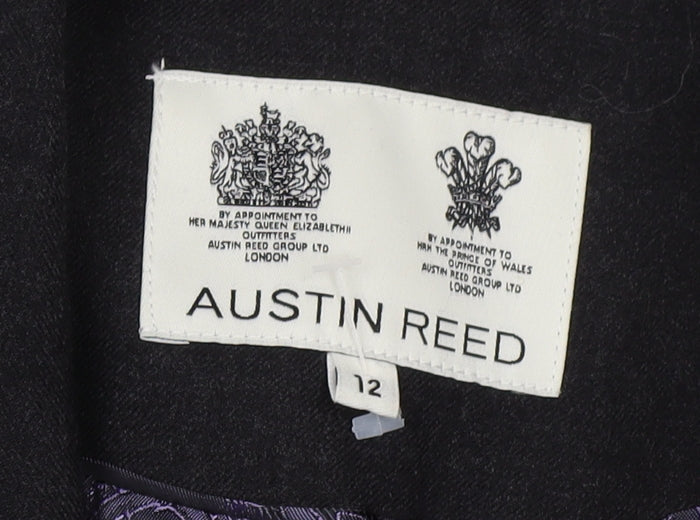 BY APPOINTMENT TO
HER MAJESTY QUEEN ELIZABETH II
OUTFITTERS
AUSTIN REED GROUP LTD
LONDON
BY APPOINTMENT TO
HRH THE PRINCE OF WALES
OUTFITTERS
AUSTIN REED GROUP LTD
LONDON
AUSTIN REED
12